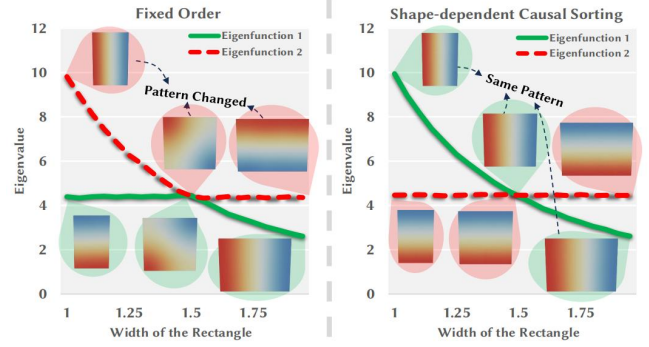 Fixed Order
12
10
8
6
4
2
0
Eigenvalue
Eigenfunction 1
Eigenfunction 2
Pattern Changed
1
1.25
1.5
1.75
Width of the Rectangle
Shape-dependent Causal Sorting
12
10
8
6
4
2
0
Eigenvalue
Eigenfunction 1
Eigenfunction 2
Same Pattern
1
1.25
1.5
1.75
Width of the Rectangle